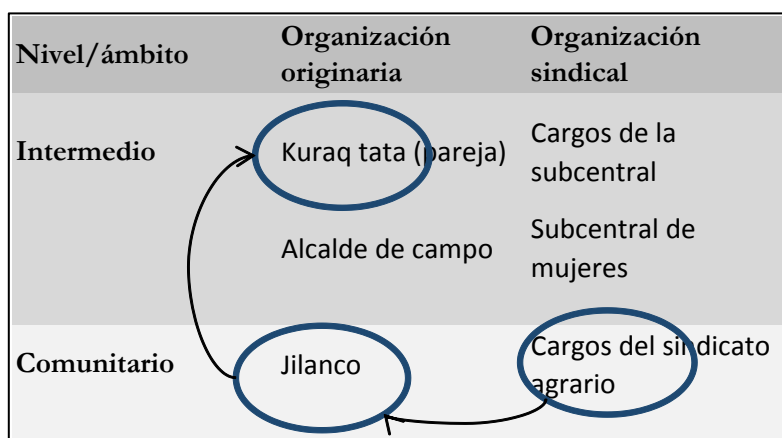 Nivel/ámbito
Organización
originaria
Organización
sindical
Intermedio
Kuraq tata (pareja)
Cargos de la
subcentral
Alcalde de campo
Subcentral de
mujeres
Comunitario
Jilanco
Cargos del sindicato
agrario